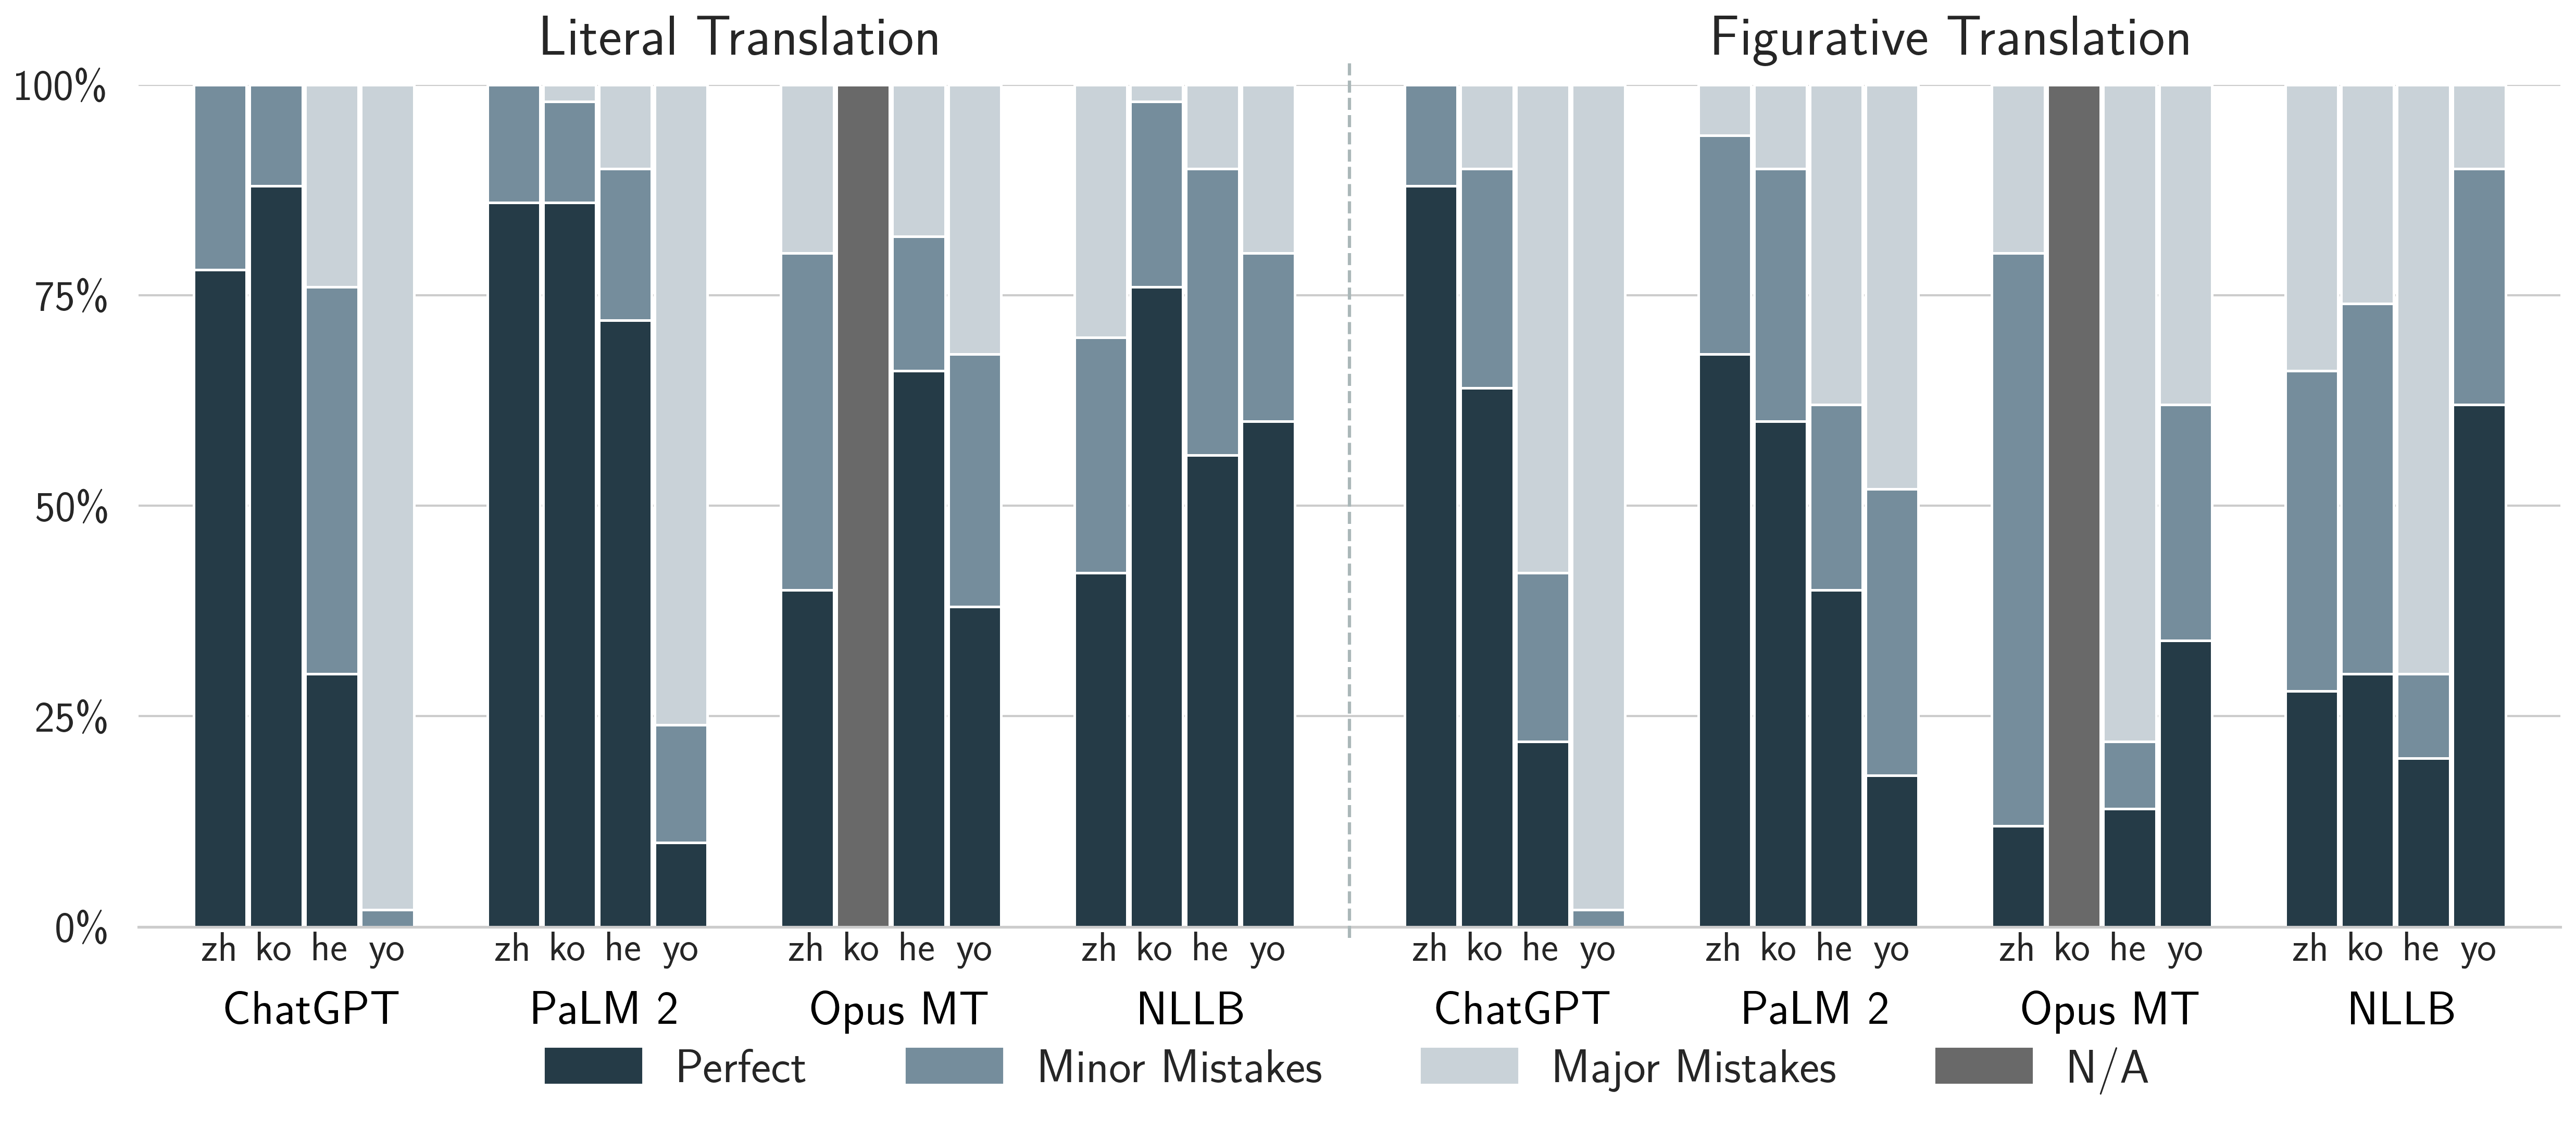 Literal Translation Figurative Translation
100%
75%
50%
25%
0%
zh ko he yo zh ko he yo zh ko he yo zh ko he yo zh ko he yo zh ko he yo zh ko he yo zh ko he yo
ChatGPT PaLM 2 Opus MT NLLB ChatGPT PaLM 2 Opus MT NLLB
Perfect Minor Mistakes Major Mistakes N/A